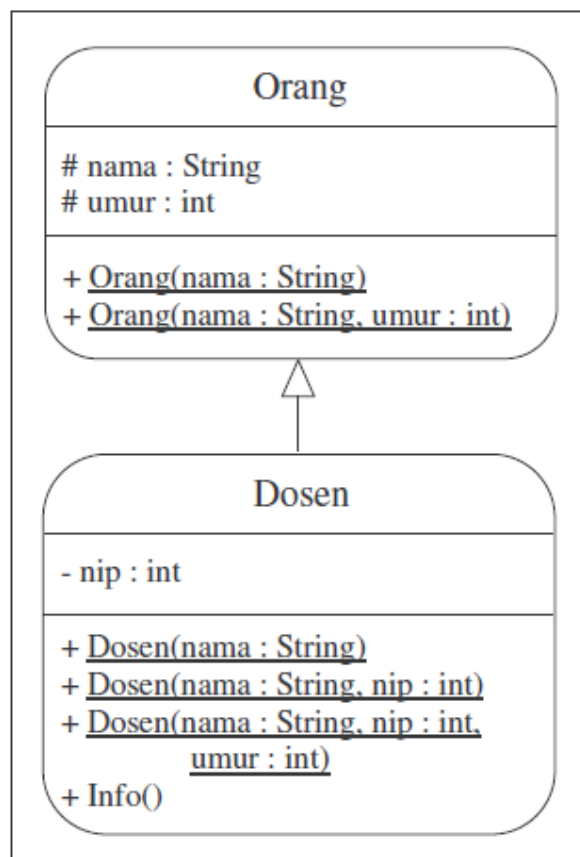 Orang
# nama : String
# umur : int
+ Orang(nama : String)
+ Orang(nama : String, umur : int)
Dosen
- nip : int
+ Dosen(nama : String)
+ Dosen(nama : String, nip : int)
+ Dosen(nama : String, nip : int,
umur : int)
+ Info()